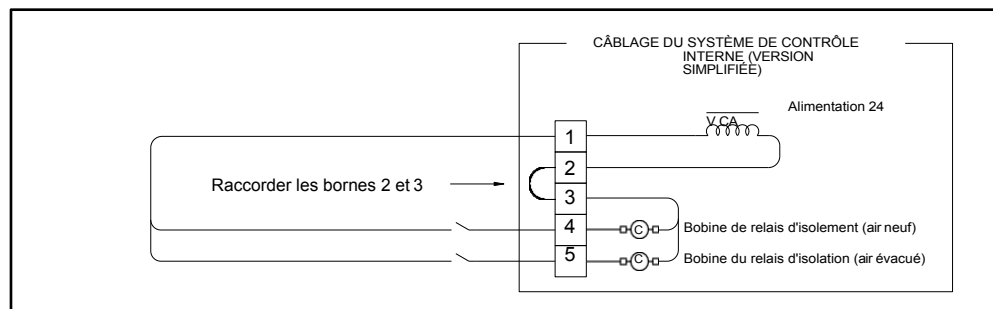 CÂBLAGE DU SYSTÈME DE CONTRÔLE
INTERNE (VERSION
SIMPLIFIÉE)
Alimentation 24
V CA
1
2
Raccorder les bornes 2 et 3
3
4
C
Bobine de relais d'isolement (air neuf)
5
C
Bobine du relais d'isolation (air évacué)